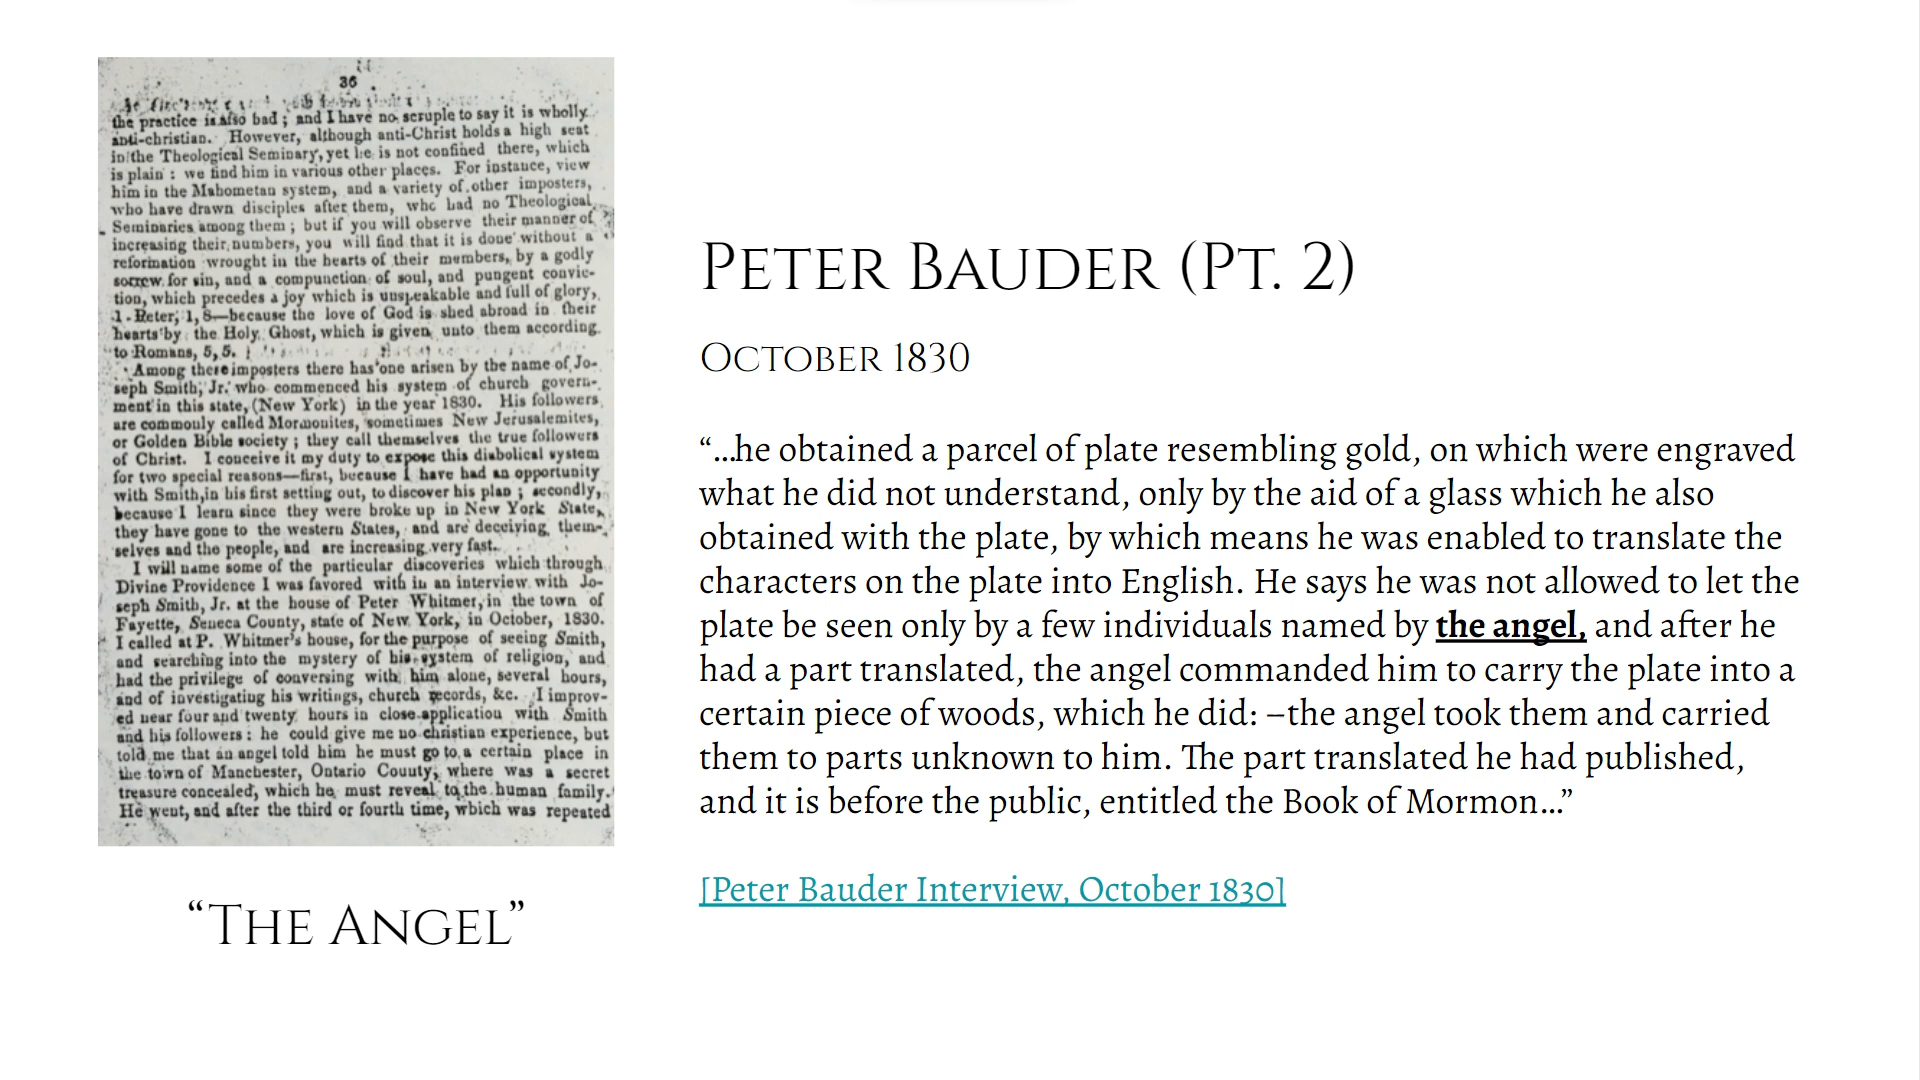 36
the practice is also bad ; and I have no scruple to say it is wholly
anti-christian. However, although anti-Christ holds a high seat
in the Theological Seminary, yet he is not confined there, which
is plain : we find him in various other places. For instance, view
him in the Mahometan system, and a variety of other imposters,
who have drawn disciples after them, who had no Theological
Seminaries among them ; but if you will observe their manner of
increasing their numbers, you will find that it is done without a
reformation wrought in the hearts of their members, by a godly
sorrow for sin, and a compunction of soul, and pungent convic-
tion, which precedes a joy which is unspeakable and full of glory,
1 Peter, 1, 8—because the love of God is shed abroad in their
hearts by the Holy Ghost, which is given unto them according
to Romans, 5, 5.
Among these imposters there has one arisen by the name of Jo-
seph Smith, Jr. who commenced his system of church govern-
ment in this state, (New York) in the year 1830. His followers
are commonly called Mormonites, sometimes New Jerusalemites,
or Golden Bible society ; they call themselves the true followers
of Christ. I conceive it my duty to expose this diabolical system
for two special reasons—first, because I have had an opportunity
with Smith, in his first setting out, to discover his plan ; secondly,
because I learn since they were broke up in New York State,
they have gone to the western States, and are deceiving them-
selves and the people, and are increasing very fast.
I will name some of the particular discoveries which through
Divine Providence I was favored with in an interview with Jo-
seph Smith, Jr. at the house of Peter Whitmer, in the town of
Fayette, Seneca County, state of New York, in October, 1830.
I called at P. Whitmer's house, for the purpose of seeing Smith,
and searching into the mystery of his system of religion, and
had the privilege of conversing with him alone, several hours,
and of investigating his writings, church records, &c. I improv-
ed near four and twenty hours in close application with Smith
and his followers : he could give me no christian experience, but
told me that an angel told him he must go to a certain place in
the town of Manchester, Ontario County, where was a secret
treasure concealed, which he must reveal to the human family.
He went, and after the third or fourth time, which was repeated
“The Angel”
Peter Bauder (Pt. 2)
October 1830
“...he obtained a parcel of plate resembling gold, on which were engraved
what he did not understand, only by the aid of a glass which he also
obtained with the plate, by which means he was enabled to translate the
characters on the plate into English. He says he was not allowed to let the
plate be seen only by a few individuals named by the angel, and after he
had a part translated, the angel commanded him to carry the plate into a
certain piece of woods, which he did: –the angel took them and carried
them to parts unknown to him. The part translated he had published,
and it is before the public, entitled the Book of Mormon...”
[Peter Bauder Interview, October 1830]